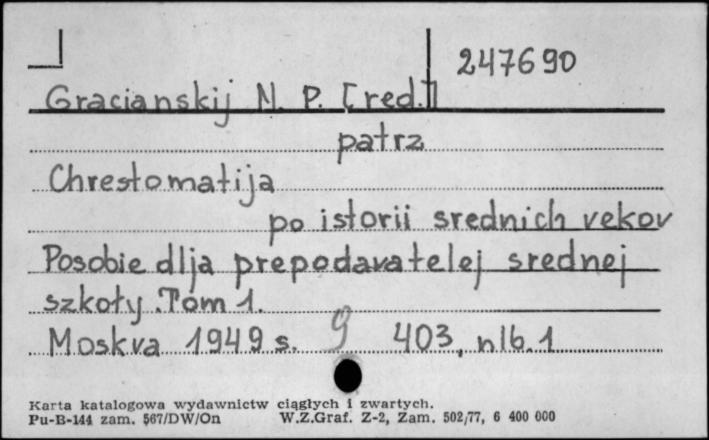 247690
Gracianskij N. P. [red.]
patrz
Chrestomatija
po istorii srednich vekov
Posobie dlja prepodavatelej srednej
szkoły. Tom 1.
Moskva 1949 s. 9 403, nlb. 1
Karta katalogowa wydawnictw ciągłych i zwartych.
Pu-B-144 zam. 567/DW/On W.Z.Graf. Z-2, Zam. 502/77, 6 400 000